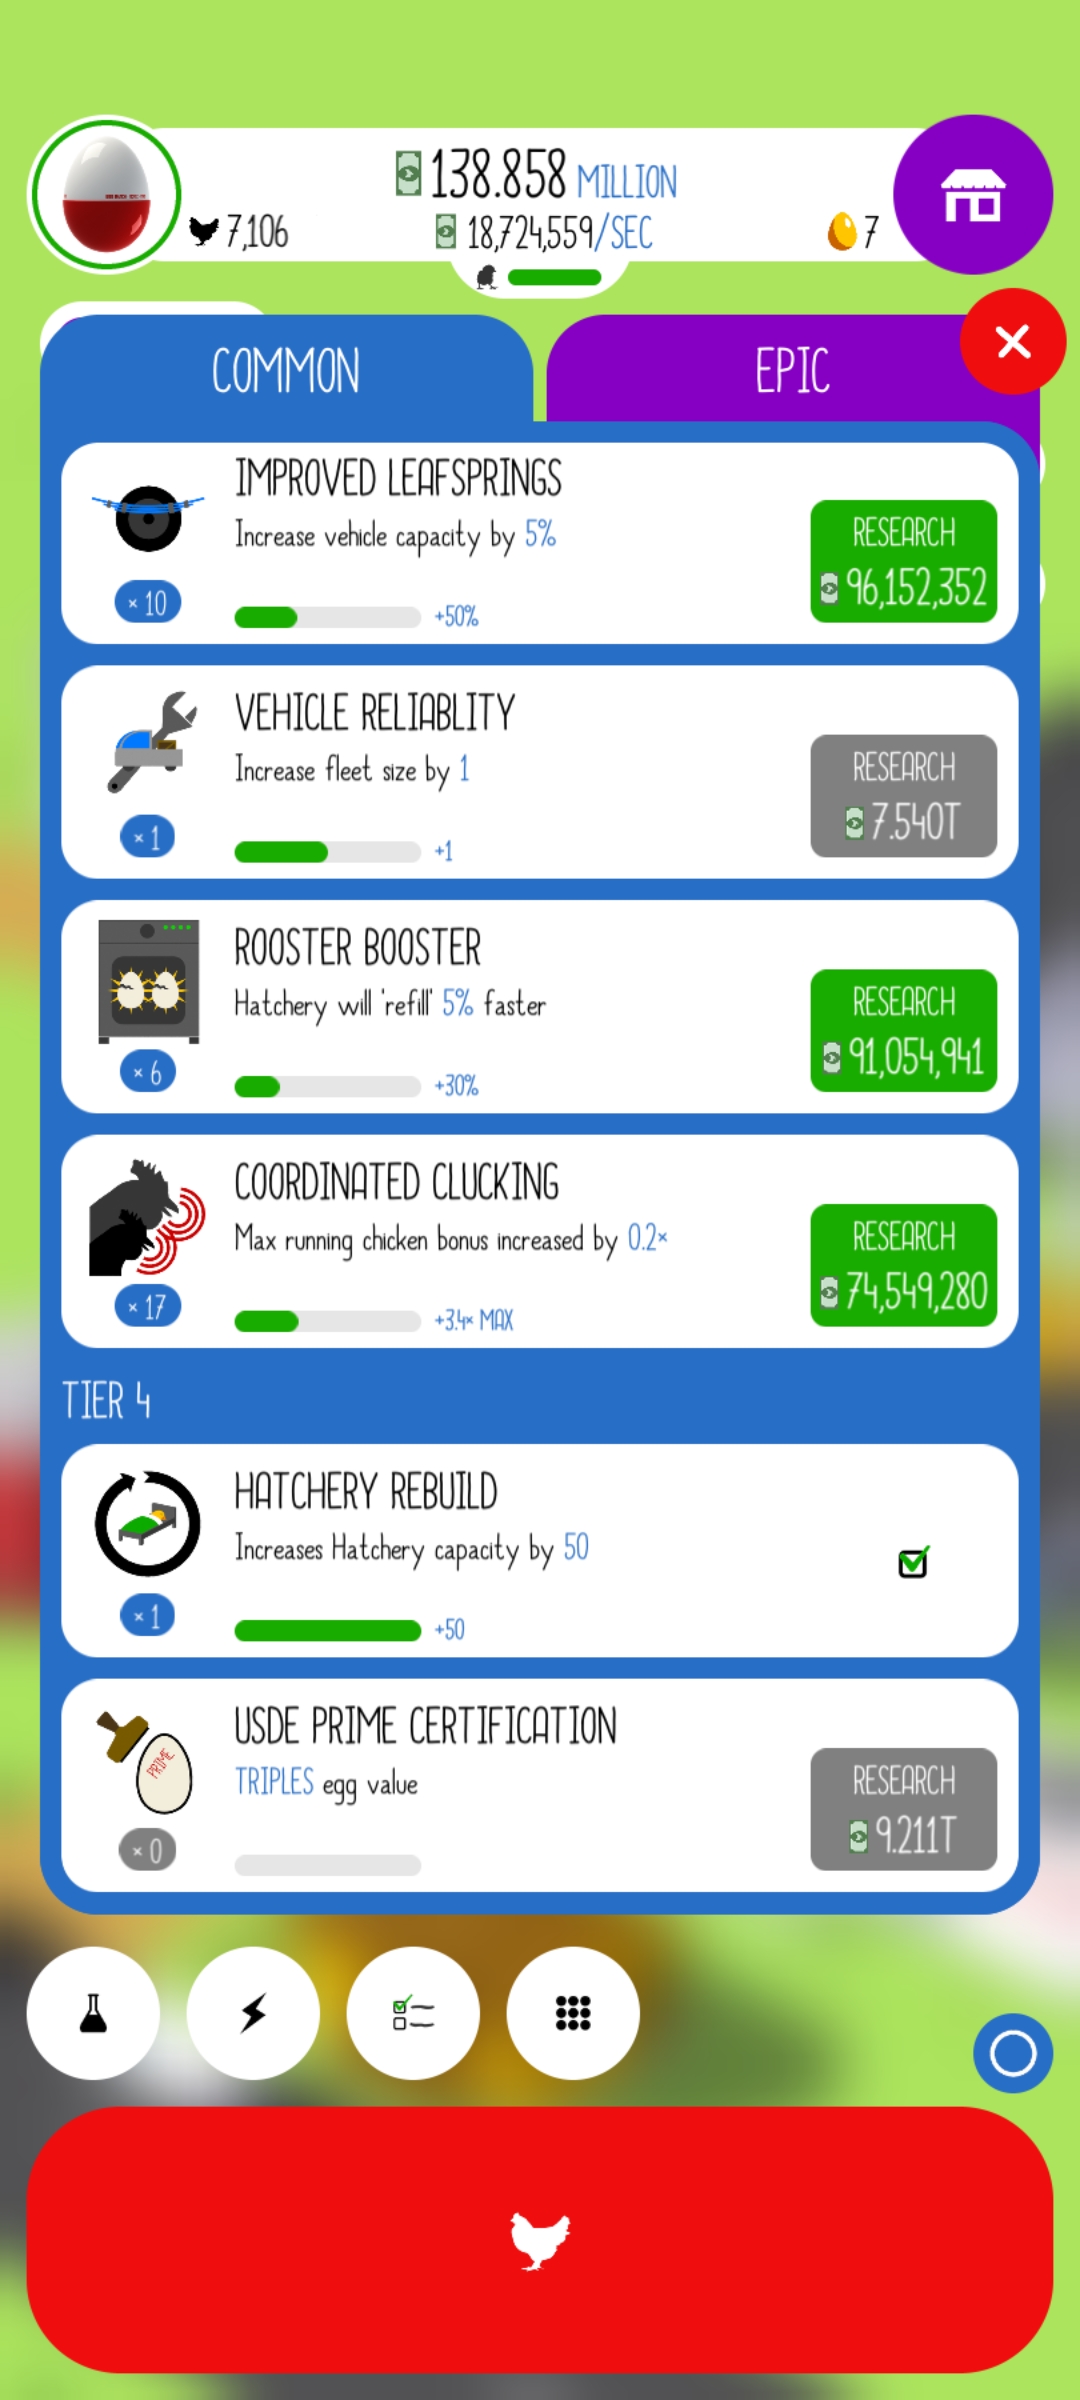 138.858 MILLION
7,106
18,724,559/SEC
7
COMMON
EPIC
IMPROVED LEAFSPRINGS
Increase vehicle capacity by 5%
RESEARCH
96,152,352
× 10
+50%
VEHICLE RELIABLITY
Increase fleet size by 1
RESEARCH
7.540T
× 1
+1
ROOSTER BOOSTER
Hatchery will 'refill' 5% faster
RESEARCH
91,054,941
× 6
+30%
COORDINATED CLUCKING
Max running chicken bonus increased by 0.2×
RESEARCH
74,549,280
× 17
+3.4× MAX
TIER 4
HATCHERY REBUILD
Increases Hatchery capacity by 50
× 1
+50
USDE PRIME CERTIFICATION
PRIME
TRIPLES egg value
RESEARCH
9.211T
× 0